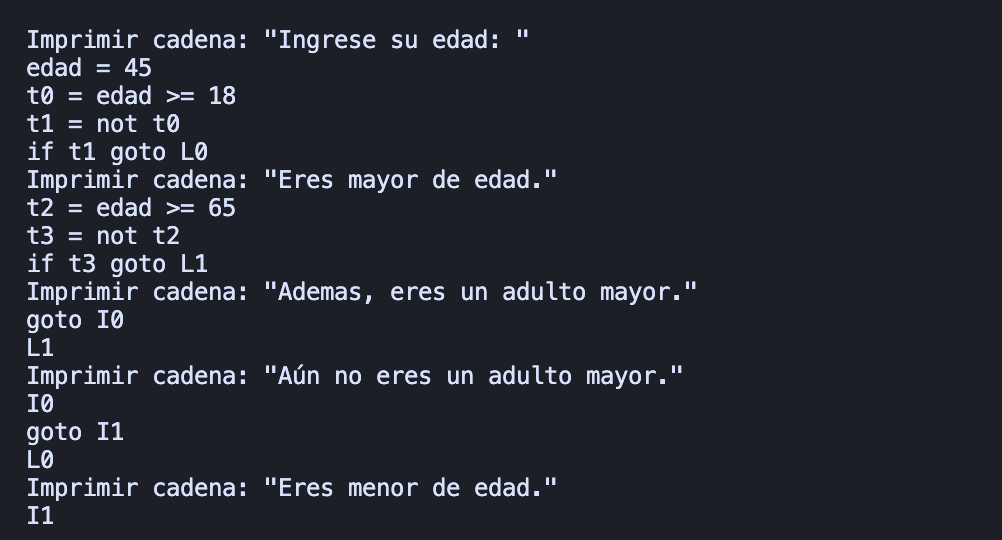 Imprimir cadena: "Ingrese su edad: "
edad = 45
t0 = edad >= 18
t1 = not t0
if t1 goto L0
Imprimir cadena: "Eres mayor de edad."
t2 = edad >= 65
t3 = not t2
if t3 goto L1
Imprimir cadena: "Ademas, eres un adulto mayor."
goto I0
L1
Imprimir cadena: "Aún no eres un adulto mayor."
I0
goto I1
L0
Imprimir cadena: "Eres menor de edad."
I1